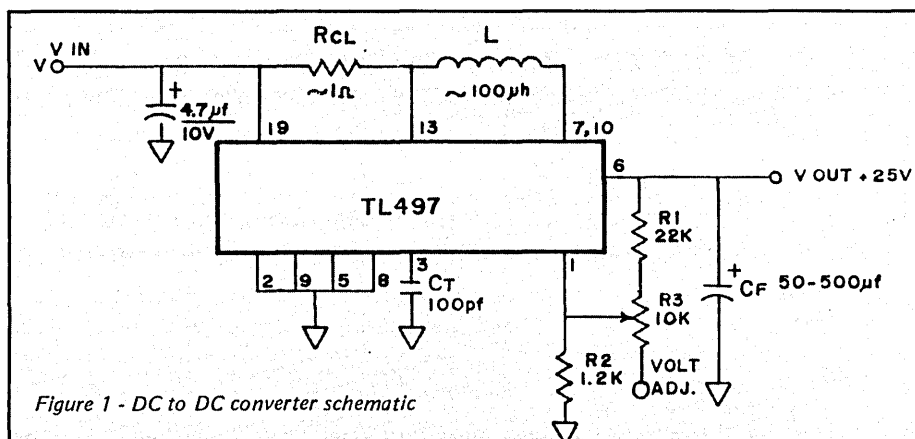 V IN
V
RCL
~1Ω
L
~100μh
+
4.7μf
10V
19
13
7,10
6
V OUT +25V
TL497
R1
22K
2
9
5
8
3
CT
100pf
1
R3
10K
+
CF 50-500μf
R2
1.2K
VOLT
ADJ.
Figure 1 - DC to DC converter schematic